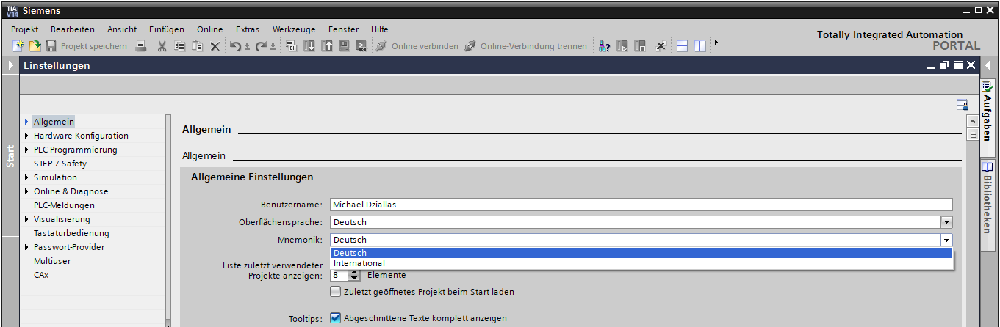 TIA
V14
Siemens
Projekt Bearbeiten Ansicht Einfügen Online Extras Werkzeuge Fenster Hilfe
Totally Integrated Automation
PORTAL
Projekt speichern Online verbinden Online-Verbindung trennen
Einstellungen
Start
Allgemein
Hardware-Konfiguration
PLC-Programmierung
STEP 7 Safety
Simulation
Online & Diagnose
PLC-Meldungen
Visualisierung
Tastaturbedienung
Passwort-Provider
Multiuser
CAx
Allgemein
Allgemein
Allgemeine Einstellungen
Benutzername: Michael Dziallas
Oberflächensprache: Deutsch
Mnemonik: Deutsch
Deutsch
International
Liste zuletzt verwendeter
Projekte anzeigen: 8 Elemente
Zuletzt geöffnetes Projekt beim Start laden
Tooltips: Abgeschnittene Texte komplett anzeigen
Aufgaben
Bibliotheken